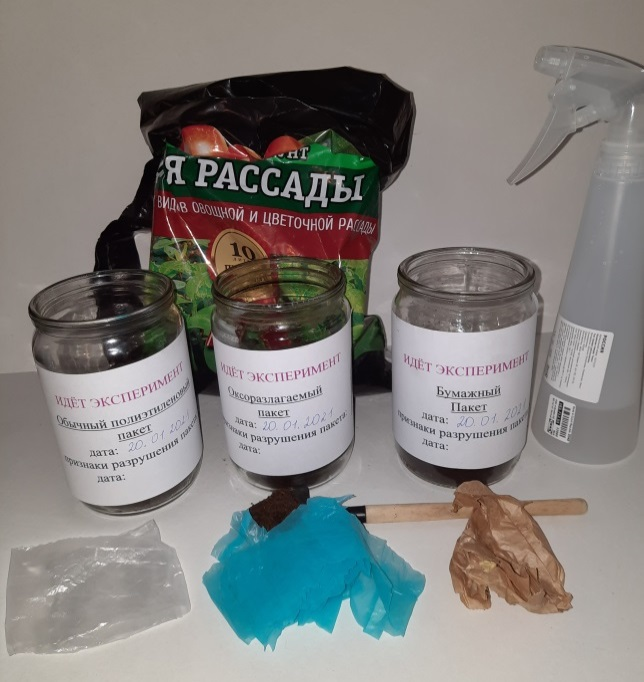 Я РАССАДЫ
ВИДОВ ОВОЩНОЙ И ЦВЕТОЧНОЙ РАССАДЫ
10
ИДЁТ ЭКСПЕРИМЕНТ
Обычный полиэтиленовый
пакет
дата: 20.01.2021
признаки разрушения пакета:
дата:
ИДЁТ ЭКСПЕРИМЕНТ
Оксоразлагаемый
пакет
дата: 20.01.2021
признаки разрушения пакета:
дата:
ИДЁТ ЭКСПЕРИМЕНТ
Бумажный
Пакет
дата: 20.01.2021
признаки разрушения пакета:
дата: